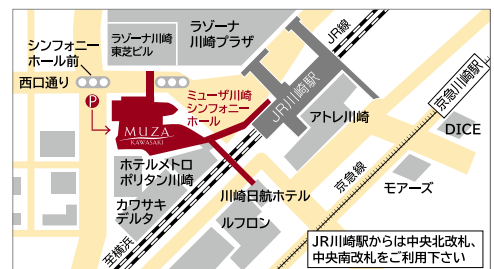 ラゾーナ川崎
東芝ビル
ラゾーナ
川崎プラザ
JR線
シンフォニー
ホール前
西口通り
P
ミューザ川崎
シンフォニー
ホール
MUZA
KAWASAKI
JR川崎駅
アトレ川崎
京急川崎駅
DICE
京急線
モアーズ
ホテルメトロ
ポリタン川崎
川崎日航ホテル
カワサキ
デルタ
ルフロン
至横浜
JR川崎駅からは中央北改札、
中央南改札をご利用下さい